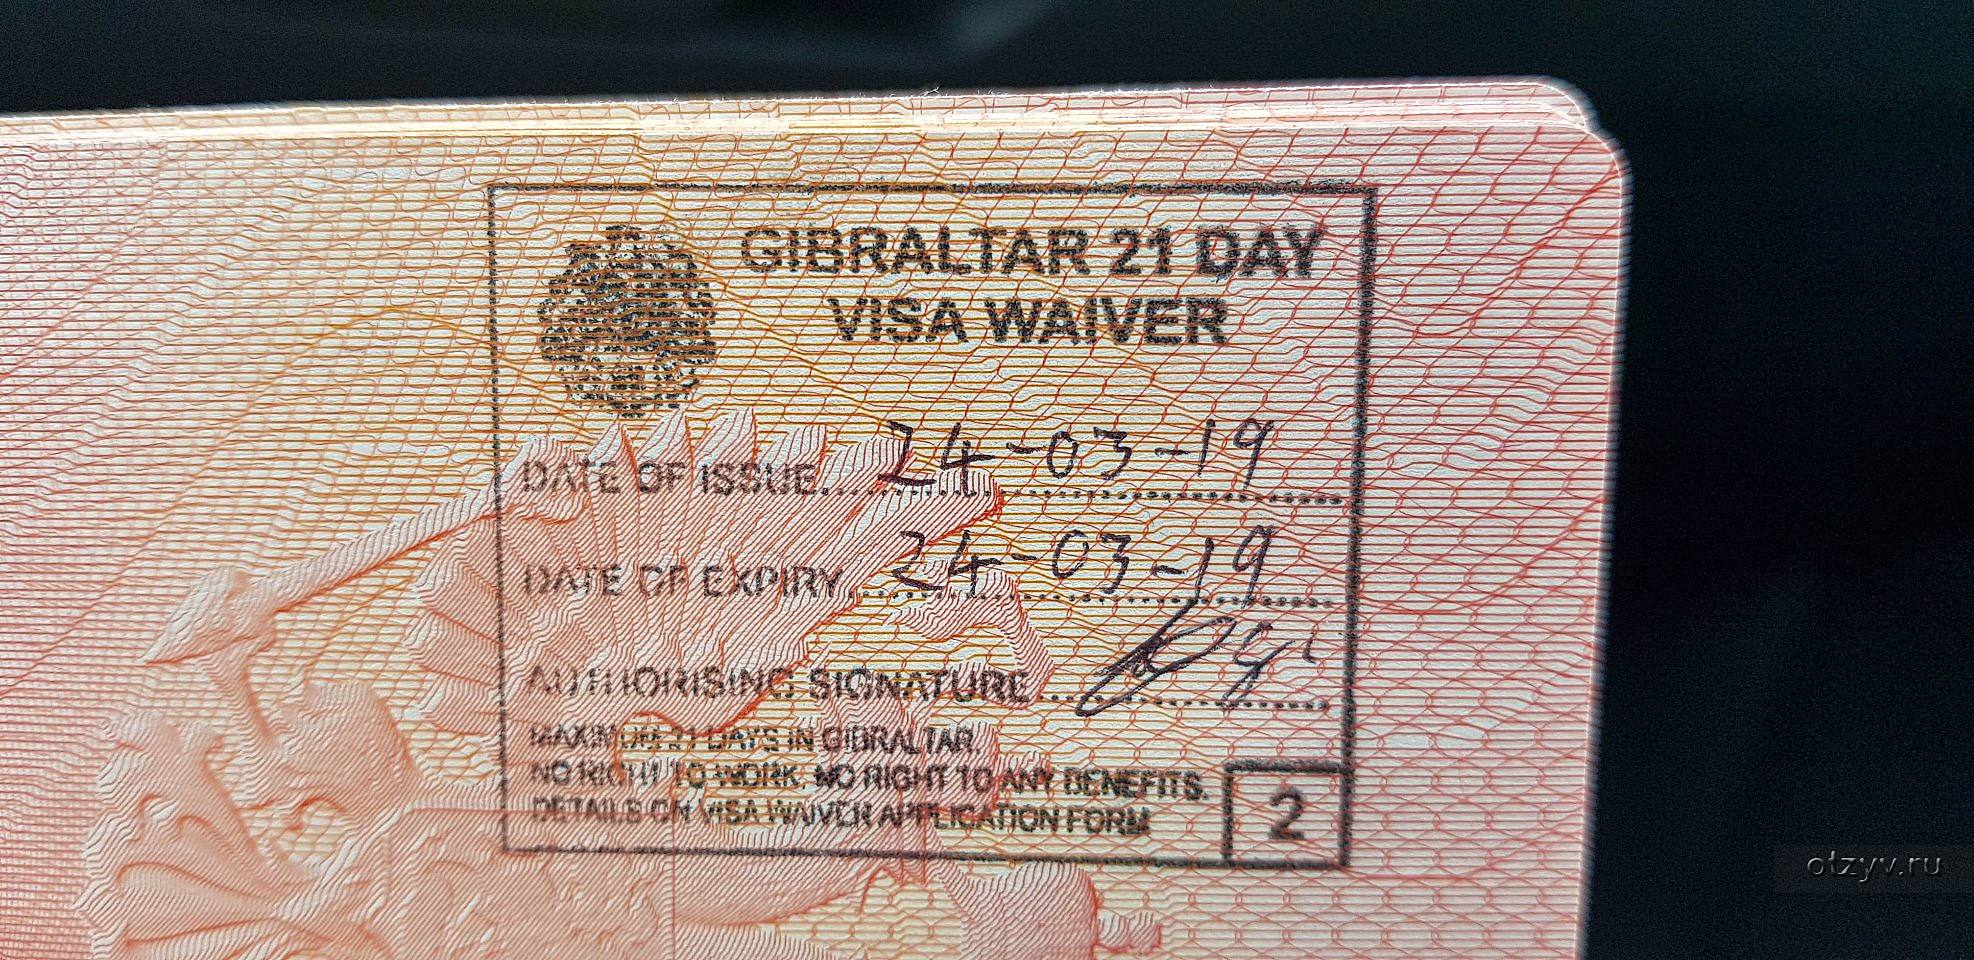 GIBRALTAR 21 DAY
VISA WAIVER
DATE OF ISSUE..........24-03-19
DATE OF EXPIRY..........24-03-19
AUTHORISING SIGNATURE..........
MAXIMUM 21 DAYS IN GIBRALTAR.
NO RIGHT TO WORK. NO RIGHT TO ANY BENEFITS.
DETAILS ON VISA WAIVER APPLICATION FORM
2
otzyv.ru